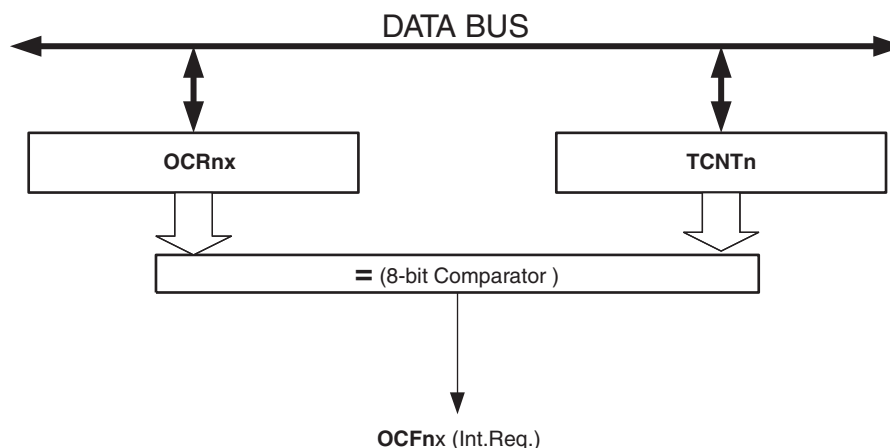 DATA BUS
OCRnx
TCNTn
= (8-bit Comparator )
OCFnx (Int.Req.)